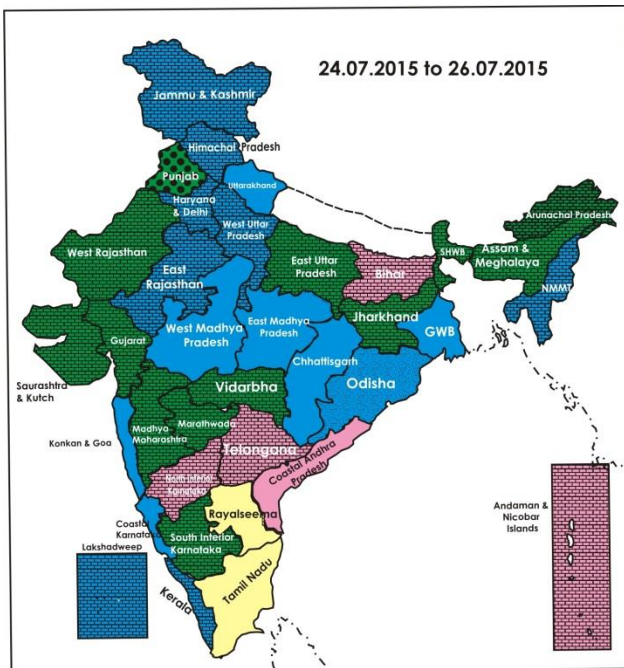 24.07.2015 to 26.07.2015
Jammu & Kashmir
Himachal Pradesh
Punjab
Uttarakhand
Haryana
& Delhi
West Uttar
Pradesh
Arunachal Pradesh
West Rajasthan
East
Rajasthan
East Uttar
Pradesh
Bihar
SHWB
Assam &
Meghalaya
NMMT
Gujarat
West Madhya
Pradesh
East Madhya
Pradesh
Jharkhand
GWB
Chhattisgarh
Saurashtra
& Kutch
Vidarbha
Odisha
Madhya
Maharashtra
Marathwada
Konkan & Goa
Telangana
Coastal Andhra
Pradesh
North Interior
Karnataka
Andaman &
Nicobar
Islands
Rayalseema
Coastal
Karnataka
South Interior
Karnataka
Lakshadweep
Kerala
Tamil Nadu